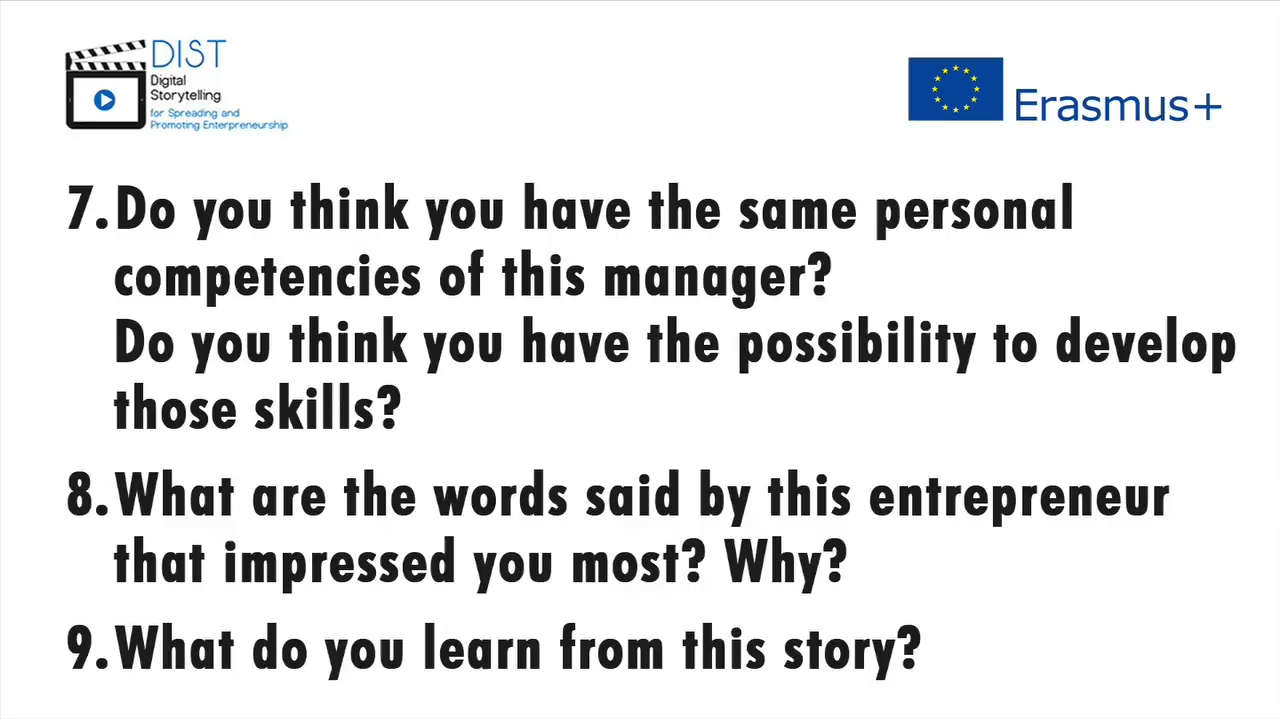 DIST
Digital
Storytelling
for Spreading and
Promoting Enterpreneurship
Erasmus+
7. Do you think you have the same personal
competencies of this manager?
Do you think you have the possibility to develop
those skills?
8. What are the words said by this entrepreneur
that impressed you most? Why?
9. What do you learn from this story?